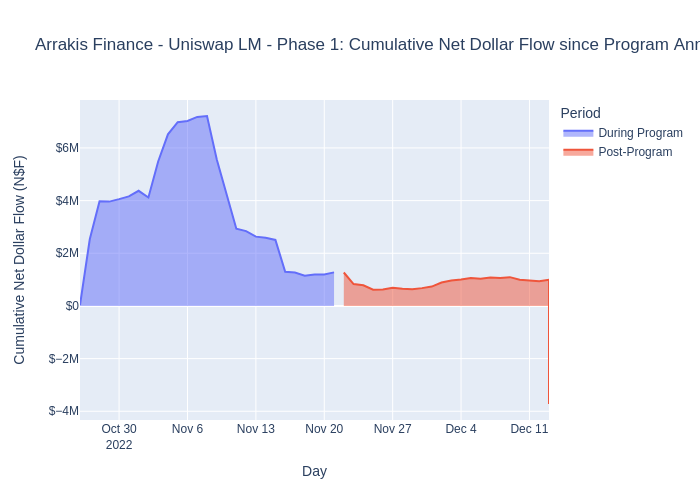 Arrakis Finance - Uniswap LM - Phase 1: Cumulative Net Dollar Flow since Program Ann
Period
During Program
Post-Program
Cumulative Net Dollar Flow (N$F)
$6M
$4M
$2M
$0
−$2M
−$4M
Oct 30
2022
Nov 6
Nov 13
Nov 20
Nov 27
Dec 4
Dec 11
Day